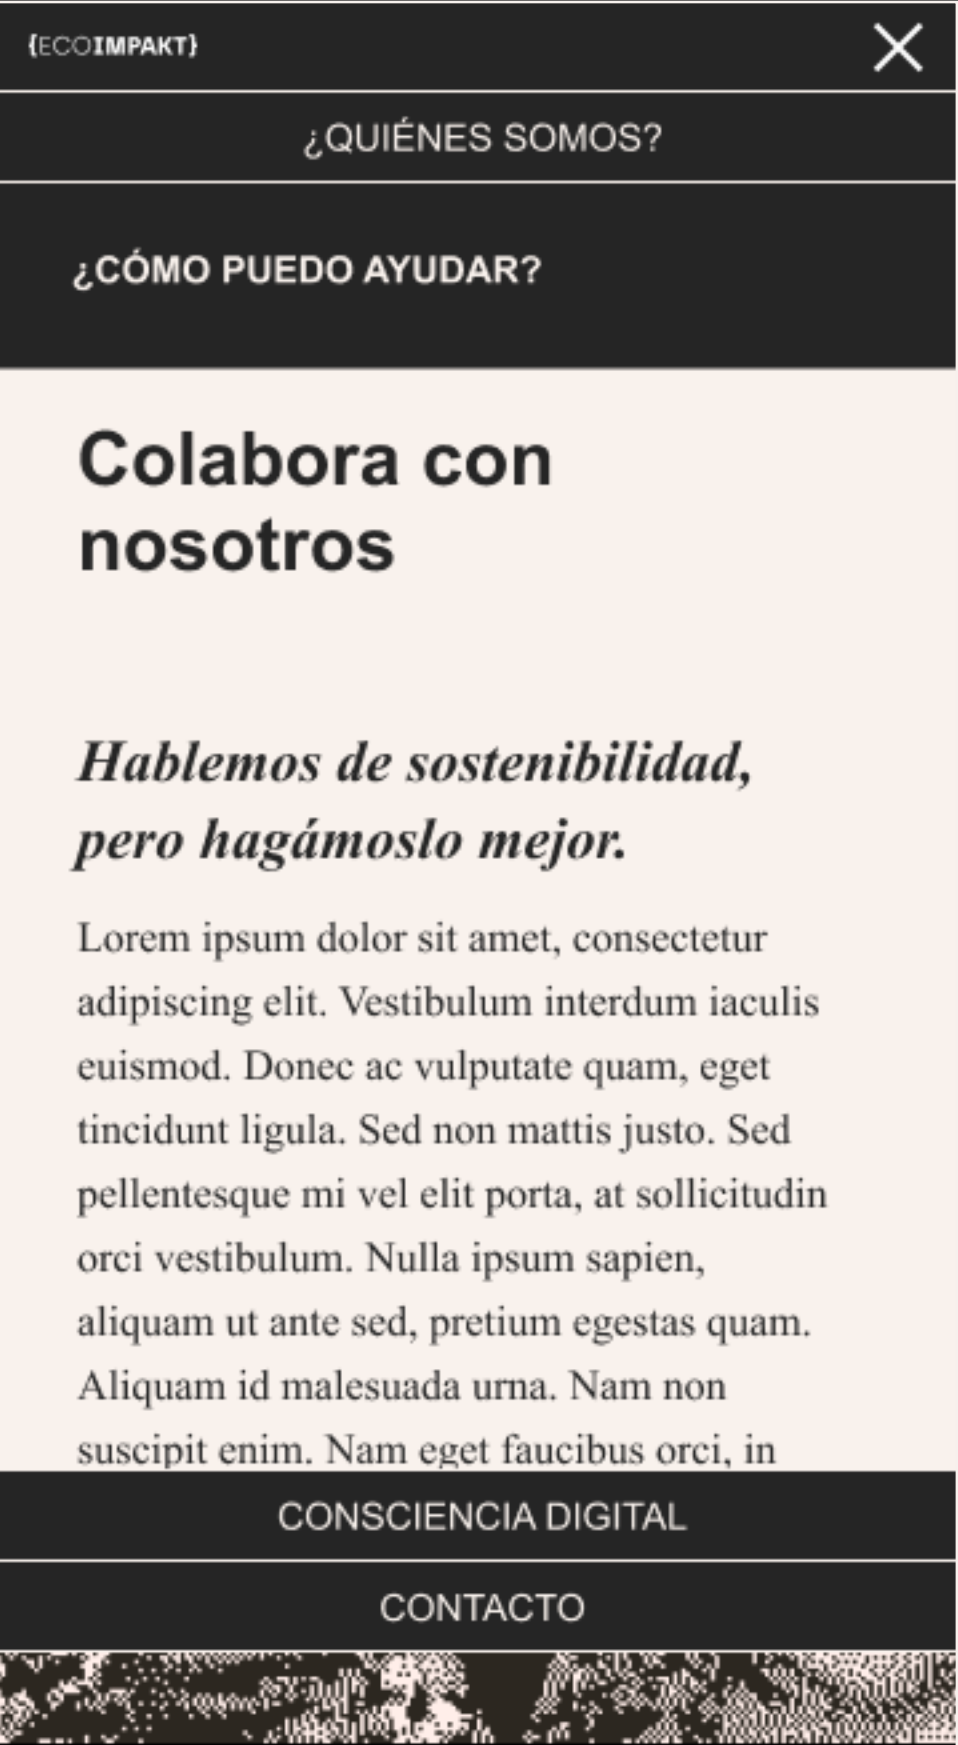 {ECOIMPAKT}
¿QUIÉNES SOMOS?
¿CÓMO PUEDO AYUDAR?
Colabora con
nosotros
Hablemos de sostenibilidad,
pero hagámoslo mejor.
Lorem ipsum dolor sit amet, consectetur
adipiscing elit. Vestibulum interdum iaculis
euismod. Donec ac vulputate quam, eget
tincidunt ligula. Sed non mattis justo. Sed
pellentesque mi vel elit porta, at sollicitudin
orci vestibulum. Nulla ipsum sapien,
aliquam ut ante sed, pretium egestas quam.
Aliquam id malesuada urna. Nam non
suscipit enim. Nam eget faucibus orci, in
CONSCIENCIA DIGITAL
CONTACTO